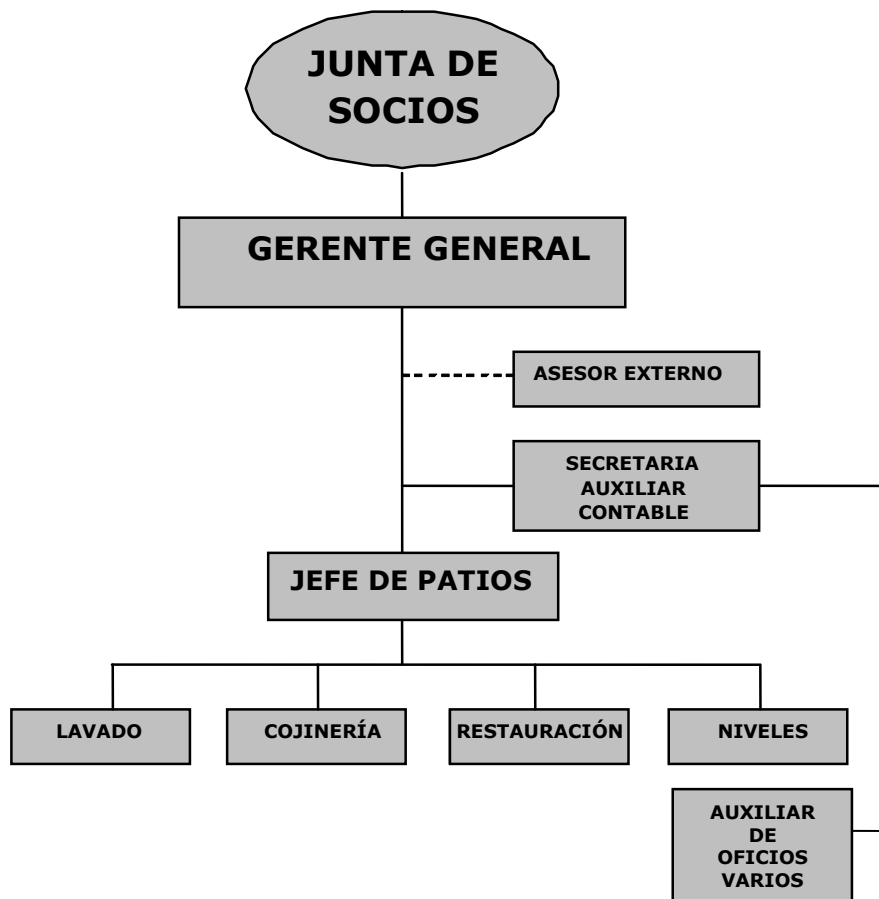 JUNTA DE
SOCIOS
GERENTE GENERAL
ASESOR EXTERNO
SECRETARIA
AUXILIAR
CONTABLE
JEFE DE PATIOS
LAVADO
COJINERÍA
RESTAURACIÓN
NIVELES
AUXILIAR
DE
OFICIOS
VARIOS